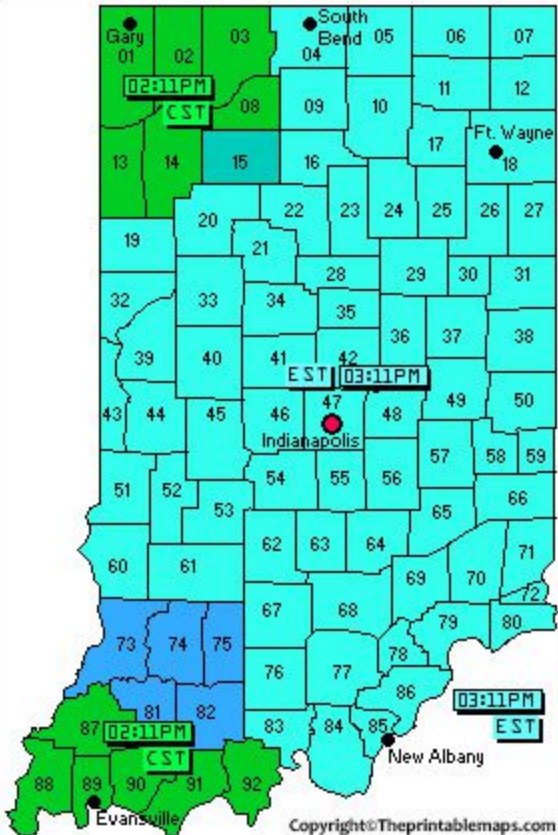 South
Gary Bend
01 02 03 04 05 06 07
02:11PM
CST
08 09 10 11 12
Ft. Wayne
13 14 15 16 17 18
19 20 21 22 23 24 25 26 27
28 29 30 31
32 33 34 35 36 37 38
39 40 41 42
EST 03:11PM
43 44 45 46 47 48 49 50
Indianapolis
51 52 53 54 55 56 57 58 59
60 61 62 63 64 65 66
67 68 69 70 71 72
73 74 75 76 77 78 79 80
81 82 83 84 85 86
03:11PM
EST
87 02:11PM
CST
New Albany
88 89 90 91 92
Evansville
Copyright©Theprintablemaps.com